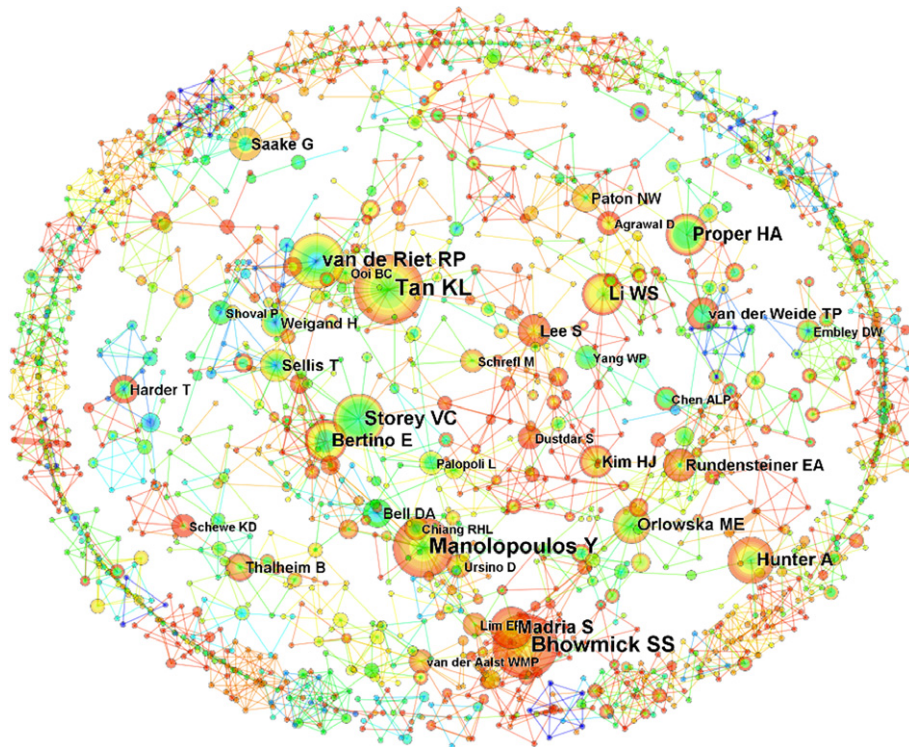 Saake G
Paton NW
Agrawal D
Proper HA
van de Riet RP
Ooi BC
Tan KL
Li WS
Shoval P
Weigand H
Lee S
van der Weide TP
Embley DW
Sellis T
Schrefl M
Yang WP
Harder T
Chen ALP
Storey VC
Bertino E
Dustdar S
Palopoli L
Kim HJ
Rundensteiner EA
Bell DA
Schewe KD
Chiang RHL
Orlowska ME
Manolopoulos Y
Thalheim B
Ursino D
Hunter A
Lim
Madria S
Bhowmick SS
van der Aalst WMP